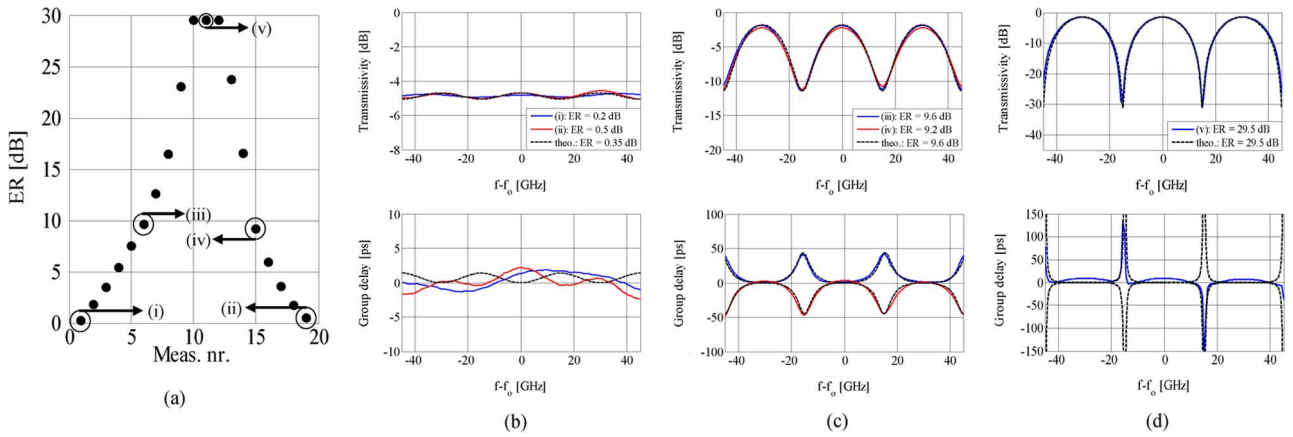 ER [dB]
30
25
20
15
10
5
0
0 5 10 15 20
Meas. nr.
(v)
(iii)
(iv)
(ii)
(i)
(a)
Transmissivity [dB]
0
-2
-4
-6
-8
(i): ER = 0.2 dB
(ii): ER = 0.5 dB
theo.: ER = 0.35 dB
-40 -20 0 20 40
f-fo [GHz]
Group delay [ps]
10
5
0
-5
-10
-40 -20 0 20 40
f-fo [GHz]
(b)
Transmissivity [dB]
0
-5
-10
-15
-20
(iii): ER = 9.6 dB
(iv): ER = 9.2 dB
theo.: ER = 9.6 dB
-40 -20 0 20 40
f-fo [GHz]
Group delay [ps]
100
50
0
-50
-100
-40 -20 0 20 40
f-fo [GHz]
(c)
Transmissivity [dB]
0
-10
-20
-30
-40
(v): ER = 29.5 dB
theo.: ER = 29.5 dB
-40 -20 0 20 40
f-fo [GHz]
Group delay [ps]
150
100
50
0
-50
-100
-150
-40 -20 0 20 40
f-fo [GHz]
(d)